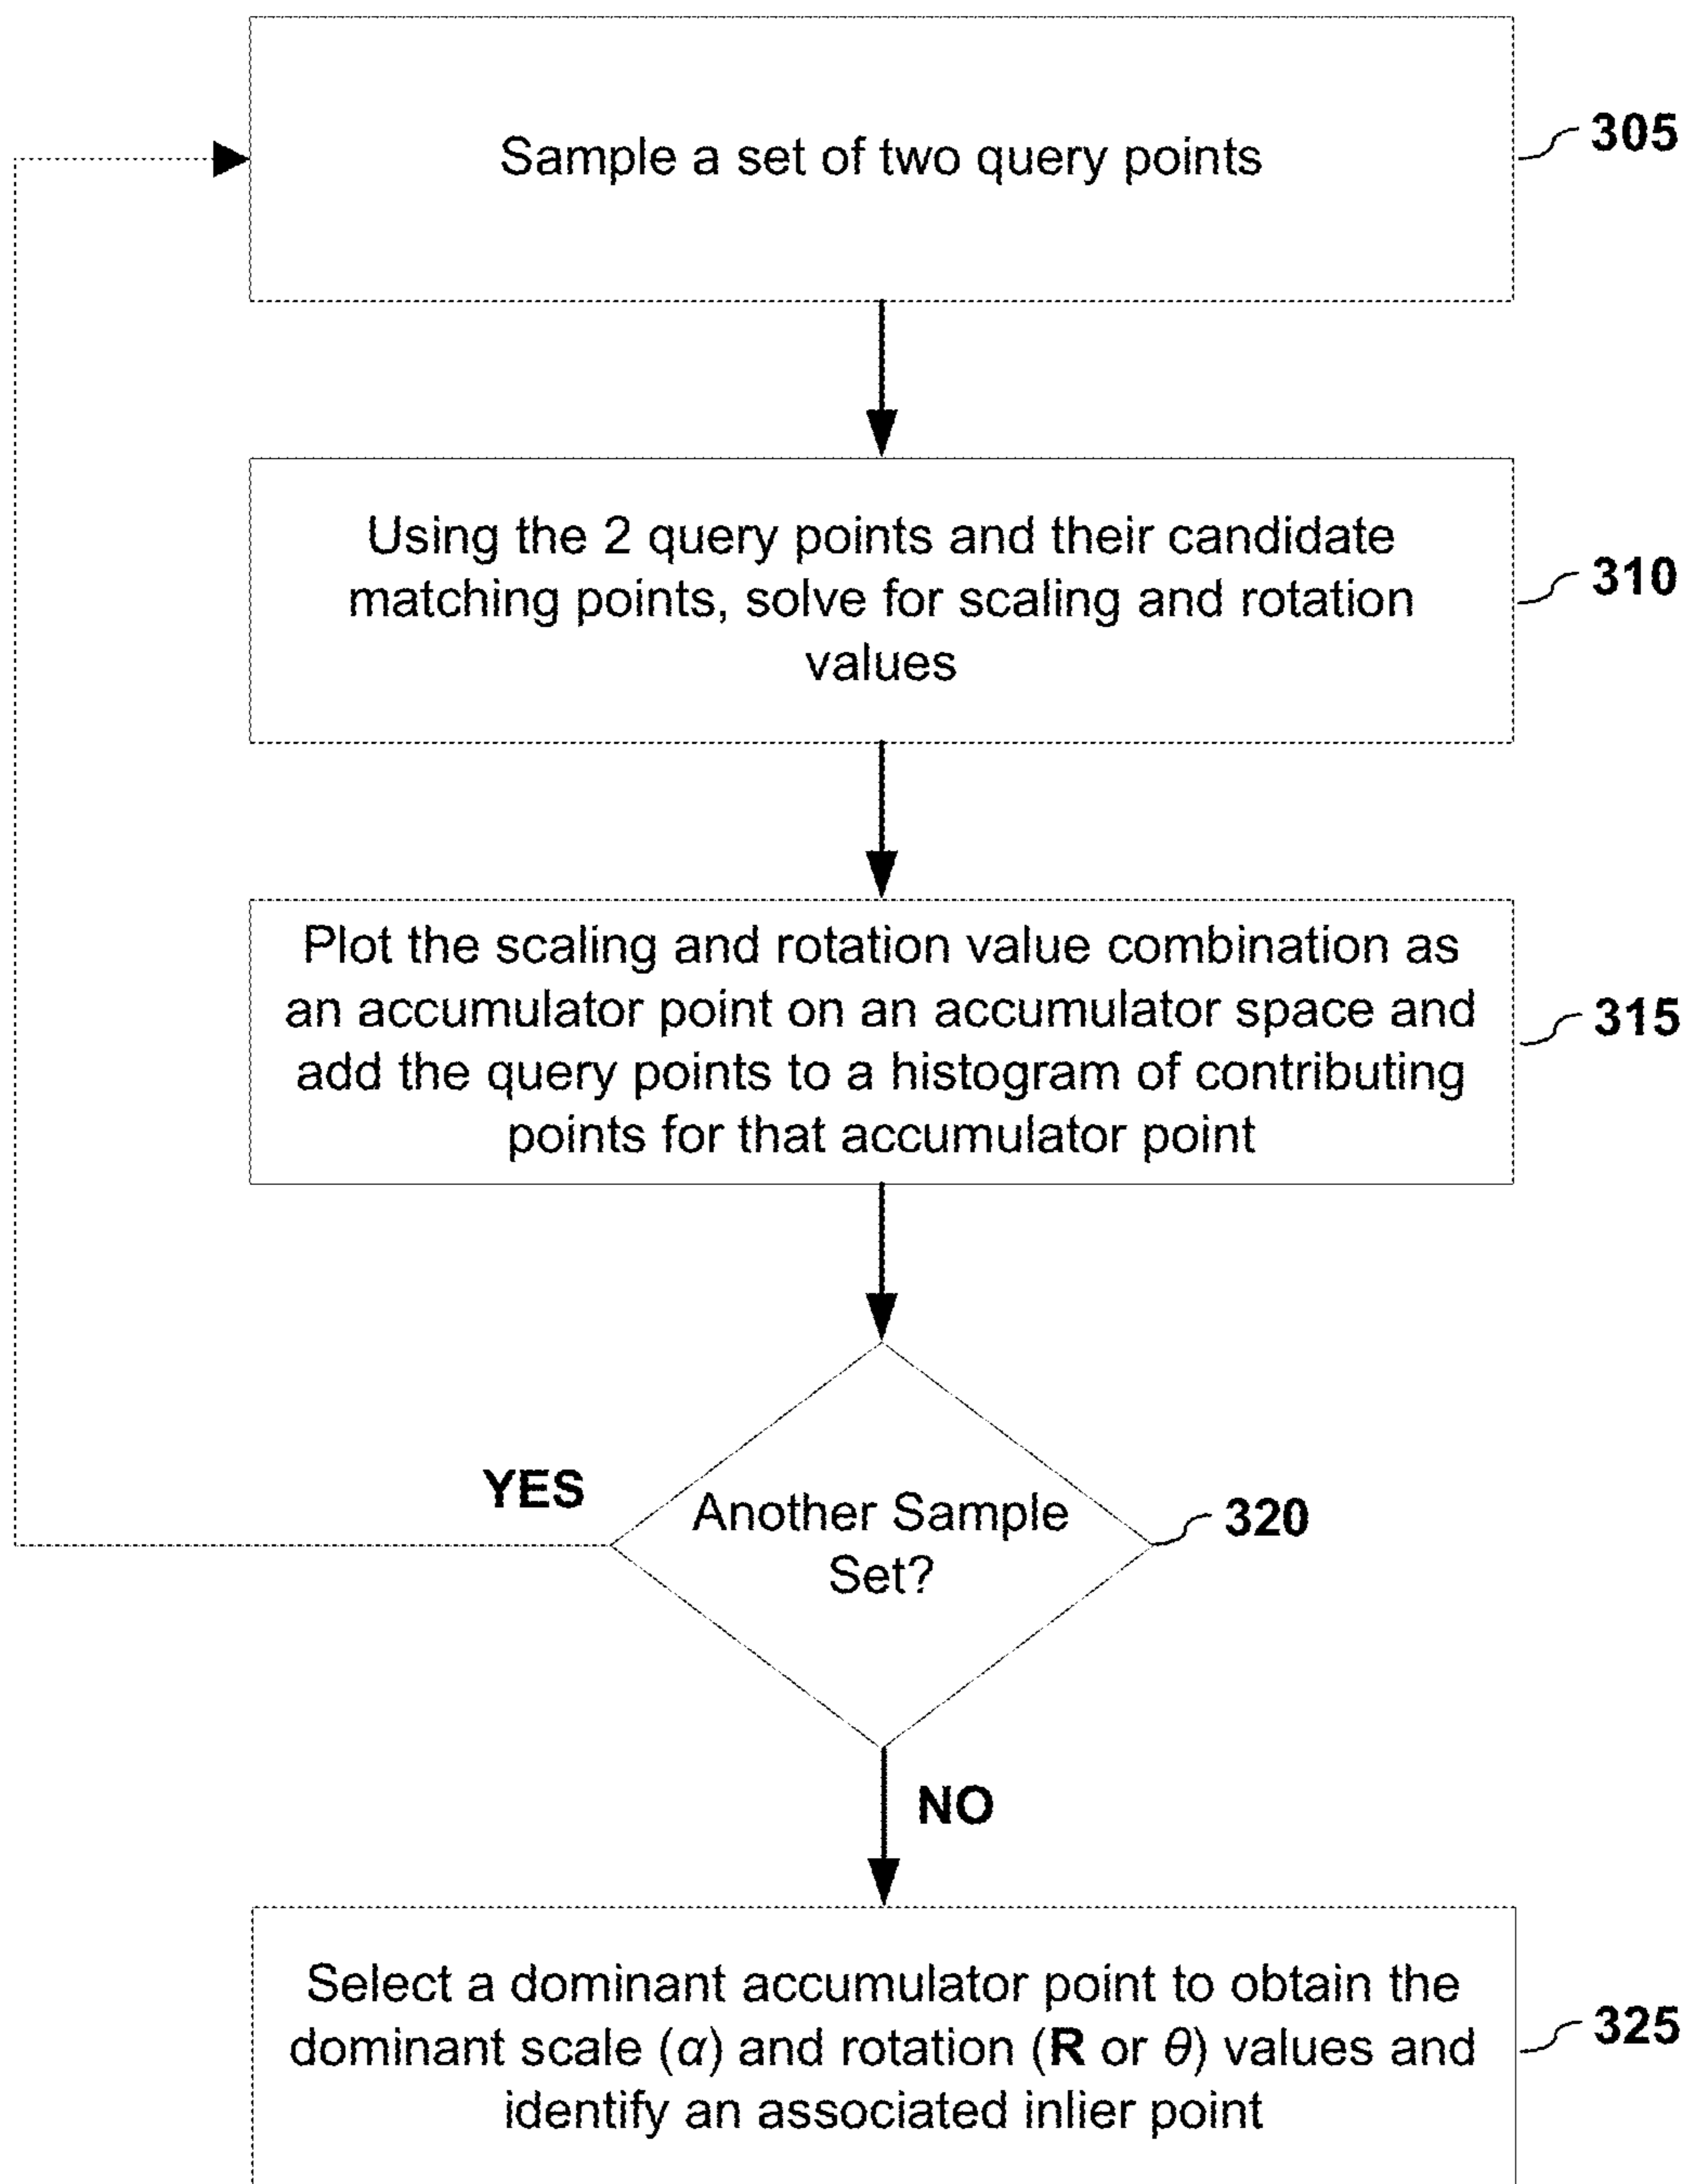 Sample a set of two query points
305
Using the 2 query points and their candidate
matching points, solve for scaling and rotation
values
310
Plot the scaling and rotation value combination as
an accumulator point on an accumulator space and
add the query points to a histogram of contributing
points for that accumulator point
315
YES
Another Sample
Set?
320
NO
Select a dominant accumulator point to obtain the
dominant scale (α) and rotation (R or θ) values and
identify an associated inlier point
325